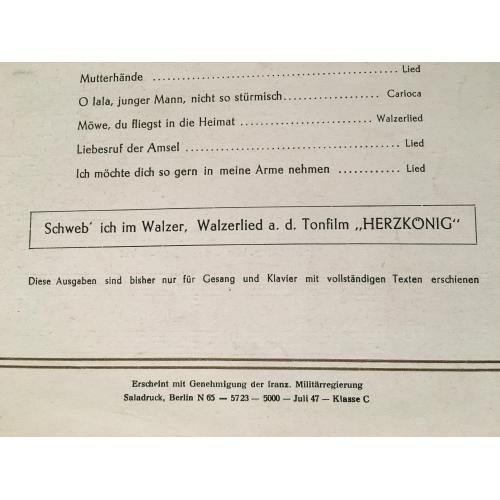 Mutterhände ................................................ Lied
O lala, junger Mann, nicht so stürmisch.................... Carioca
Möwe, du fliegst in die Heimat ........................... Walzerlied
Liebesruf der Amsel ................................................ Lied
Ich möchte dich so gern in meine Arme nehmen ............ Lied
Schweb' ich im Walzer, Walzerlied a. d. Tonfilm „HERZKÖNIG"
Diese Ausgaben sind bisher nur für Gesang und Klavier mit vollständigen Texten erschienen
Erscheint mit Genehmigung der franz. Militärregierung
Saladruck, Berlin N 65 — 5723 — 5000 — Juli 47 — Klasse C